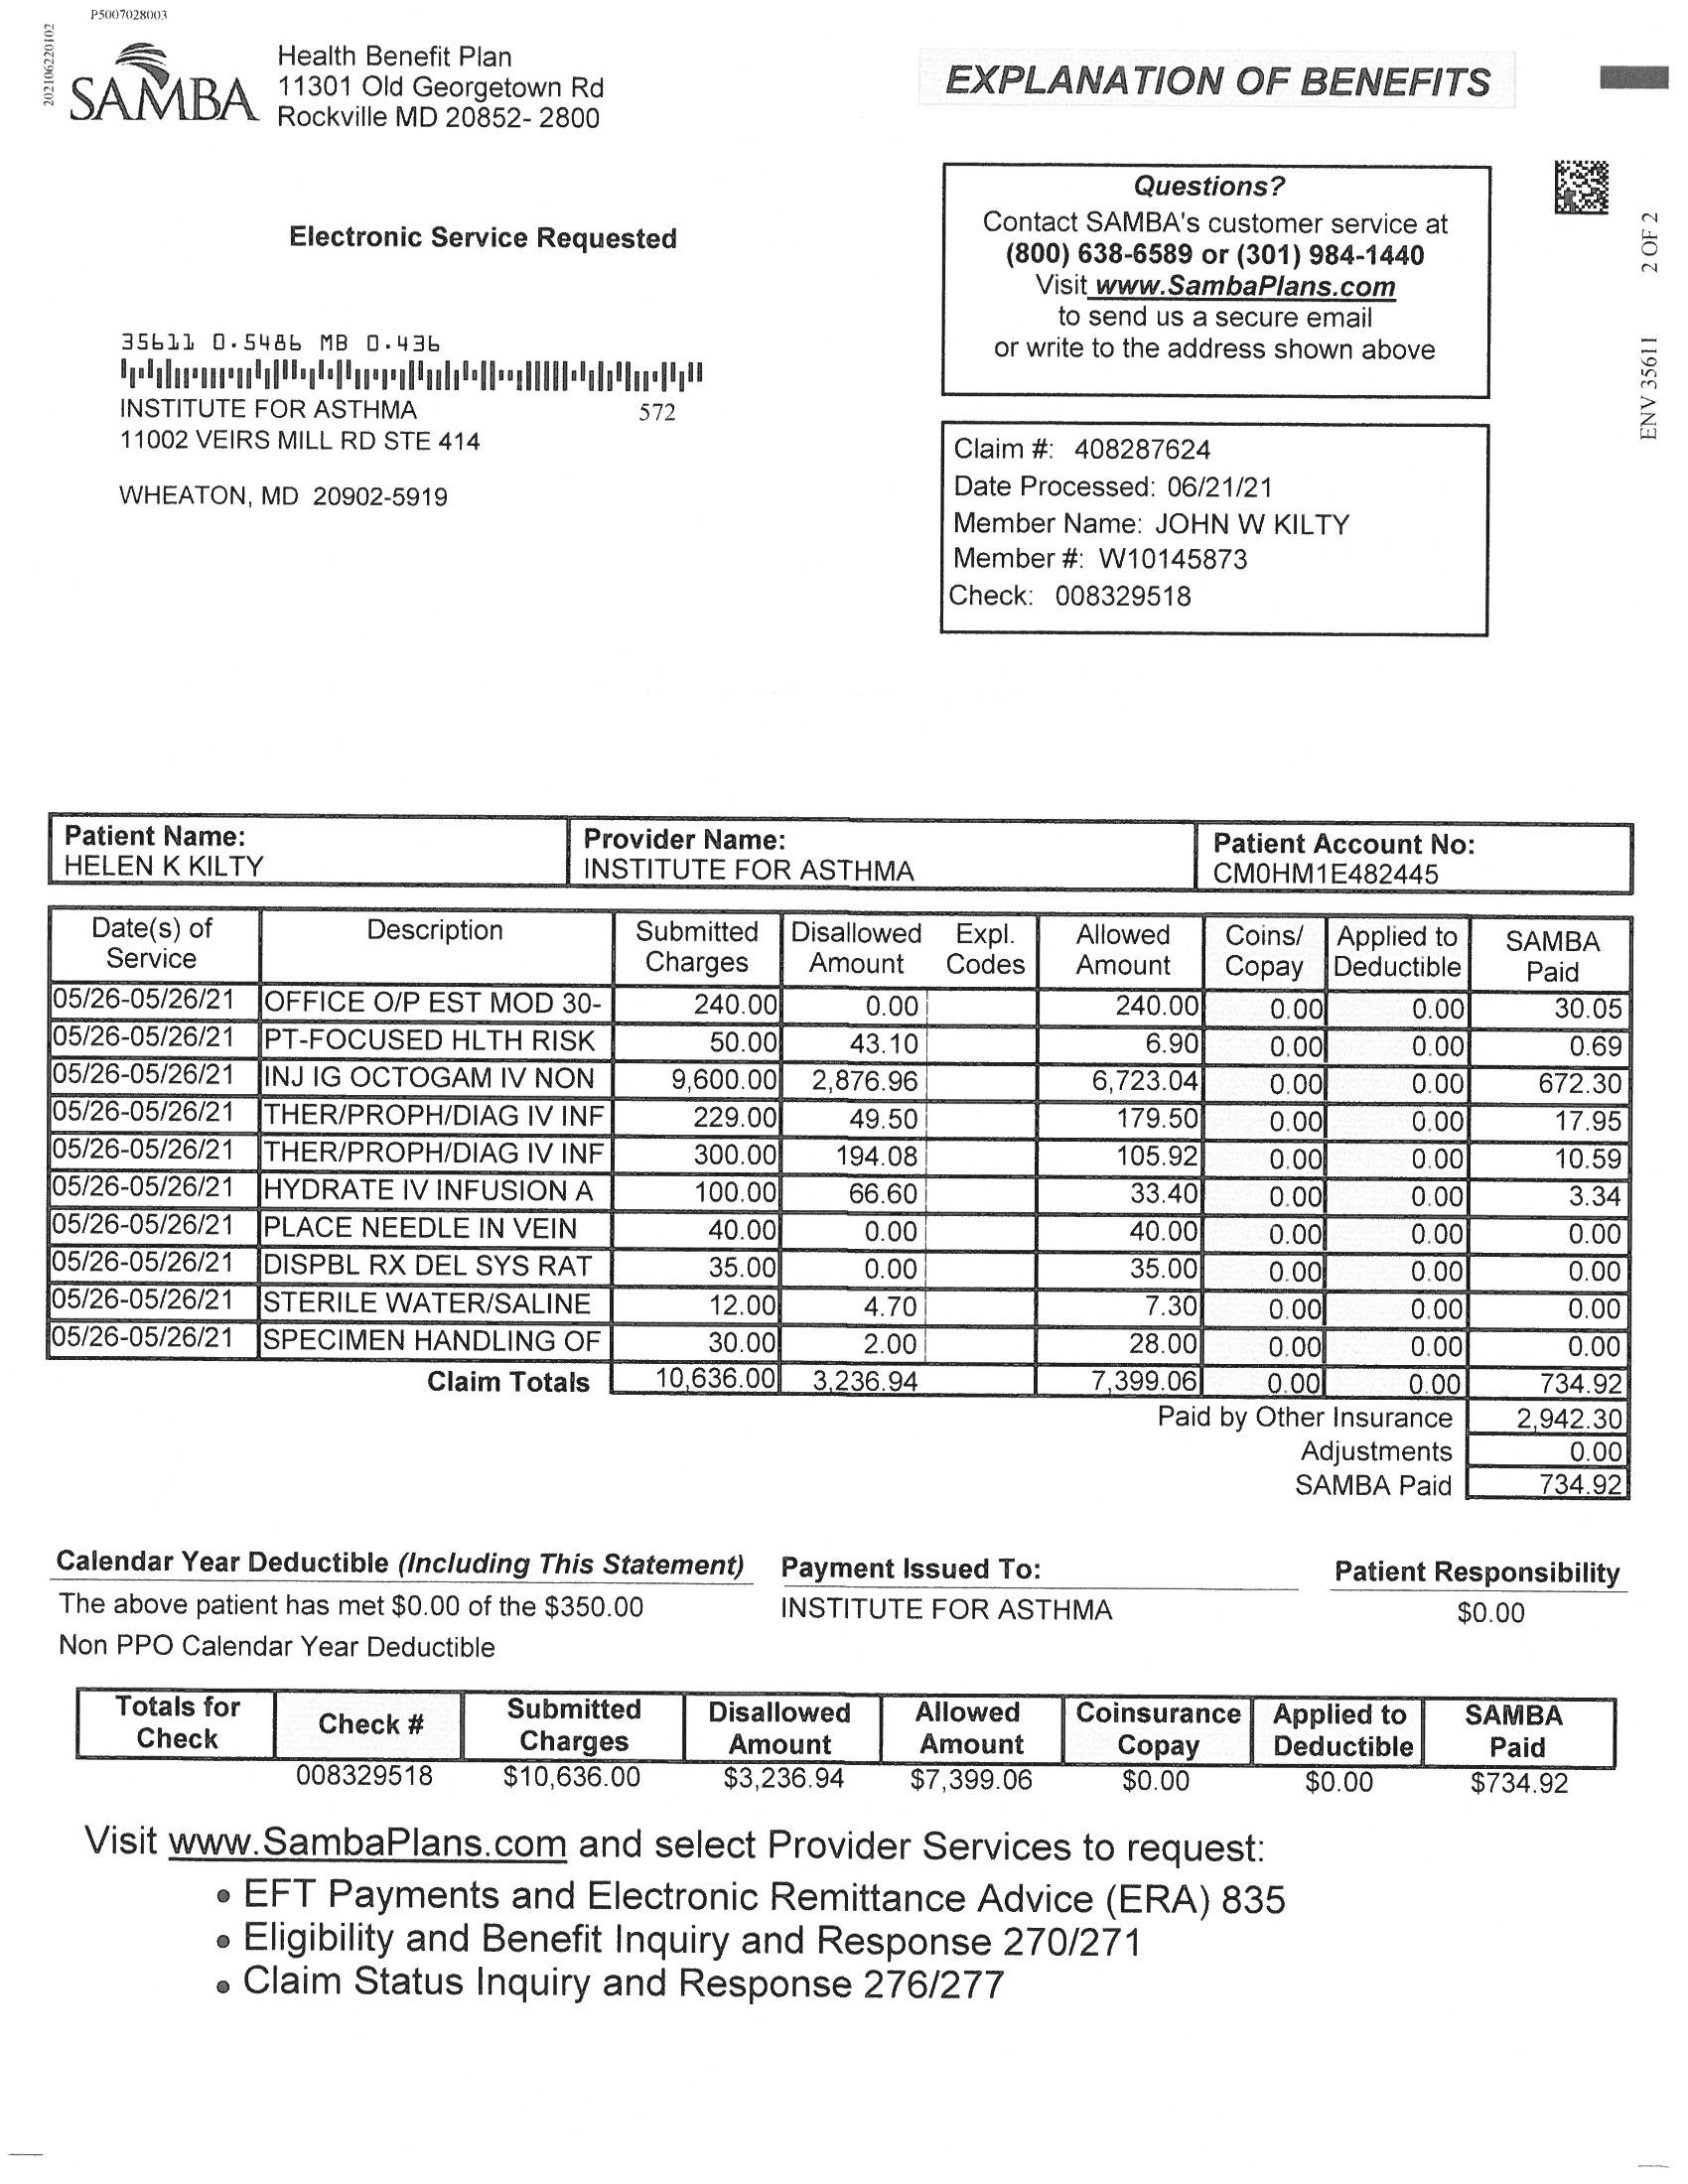 P5007028003
2021062201O2
SAMBA
Health Benefit Plan
11301 Old Georgetown Rd
Rockville MD 20852- 2800
EXPLANATION OF BENEFITS
Questions?
Contact SAMBA's customer service at
(800) 638-6589 or (301) 984-1440
Visit www.SambaPlans.com
to send us a secure email
or write to the address shown above
ENV 35611 2 OF 2
Electronic Service Requested
35611 0.5486 MB 0.436
INSTITUTE FOR ASTHMA 572
11002 VEIRS MILL RD STE 414
WHEATON, MD 20902-5919
Claim #: 408287624
Date Processed: 06/21/21
Member Name: JOHN W KILTY
Member #: W10145873
Check: 008329518
Patient Name: Provider Name: Patient Account No:
HELEN K KILTY INSTITUTE FOR ASTHMA CM0HM1E482445
Date(s) of Description Submitted Disallowed Expl. Allowed Coins/ Applied to SAMBA
Service Charges Amount Codes Amount Copay Deductible Paid
05/26-05/26/21 OFFICE O/P EST MOD 30- 240.00 0.00 240.00 0.00 0.00 30.05
05/26-05/26/21 PT-FOCUSED HLTH RISK 50.00 43.10 6.90 0.00 0.00 0.69
05/26-05/26/21 INJ IG OCTOGAM IV NON 9,600.00 2,876.96 6,723.04 0.00 0.00 672.30
05/26-05/26/21 THER/PROPH/DIAG IV INF 229.00 49.50 179.50 0.00 0.00 17.95
05/26-05/26/21 THER/PROPH/DIAG IV INF 300.00 194.08 105.92 0.00 0.00 10.59
05/26-05/26/21 HYDRATE IV INFUSION A 100.00 66.60 33.40 0.00 0.00 3.34
05/26-05/26/21 PLACE NEEDLE IN VEIN 40.00 0.00 40.00 0.00 0.00 0.00
05/26-05/26/21 DISPBL RX DEL SYS RAT 35.00 0.00 35.00 0.00 0.00 0.00
05/26-05/26/21 STERILE WATER/SALINE 12.00 4.70 7.30 0.00 0.00 0.00
05/26-05/26/21 SPECIMEN HANDLING OF 30.00 2.00 28.00 0.00 0.00 0.00
Claim Totals 10,636.00 3,236.94 7,399.06 0.00 0.00 734.92
Paid by Other Insurance 2,942.30
Adjustments 0.00
SAMBA Paid 734.92
Calendar Year Deductible (Including This Statement) Payment Issued To: Patient Responsibility
The above patient has met $0.00 of the $350.00 INSTITUTE FOR ASTHMA $0.00
Non PPO Calendar Year Deductible
Totals for Check # Submitted Disallowed Allowed Coinsurance Applied to SAMBA
Check Charges Amount Amount Copay Deductible Paid
008329518 $10,636.00 $3,236.94 $7,399.06 $0.00 $0.00 $734.92
Visit www.SambaPlans.com and select Provider Services to request:
• EFT Payments and Electronic Remittance Advice (ERA) 835
• Eligibility and Benefit Inquiry and Response 270/271
• Claim Status Inquiry and Response 276/277